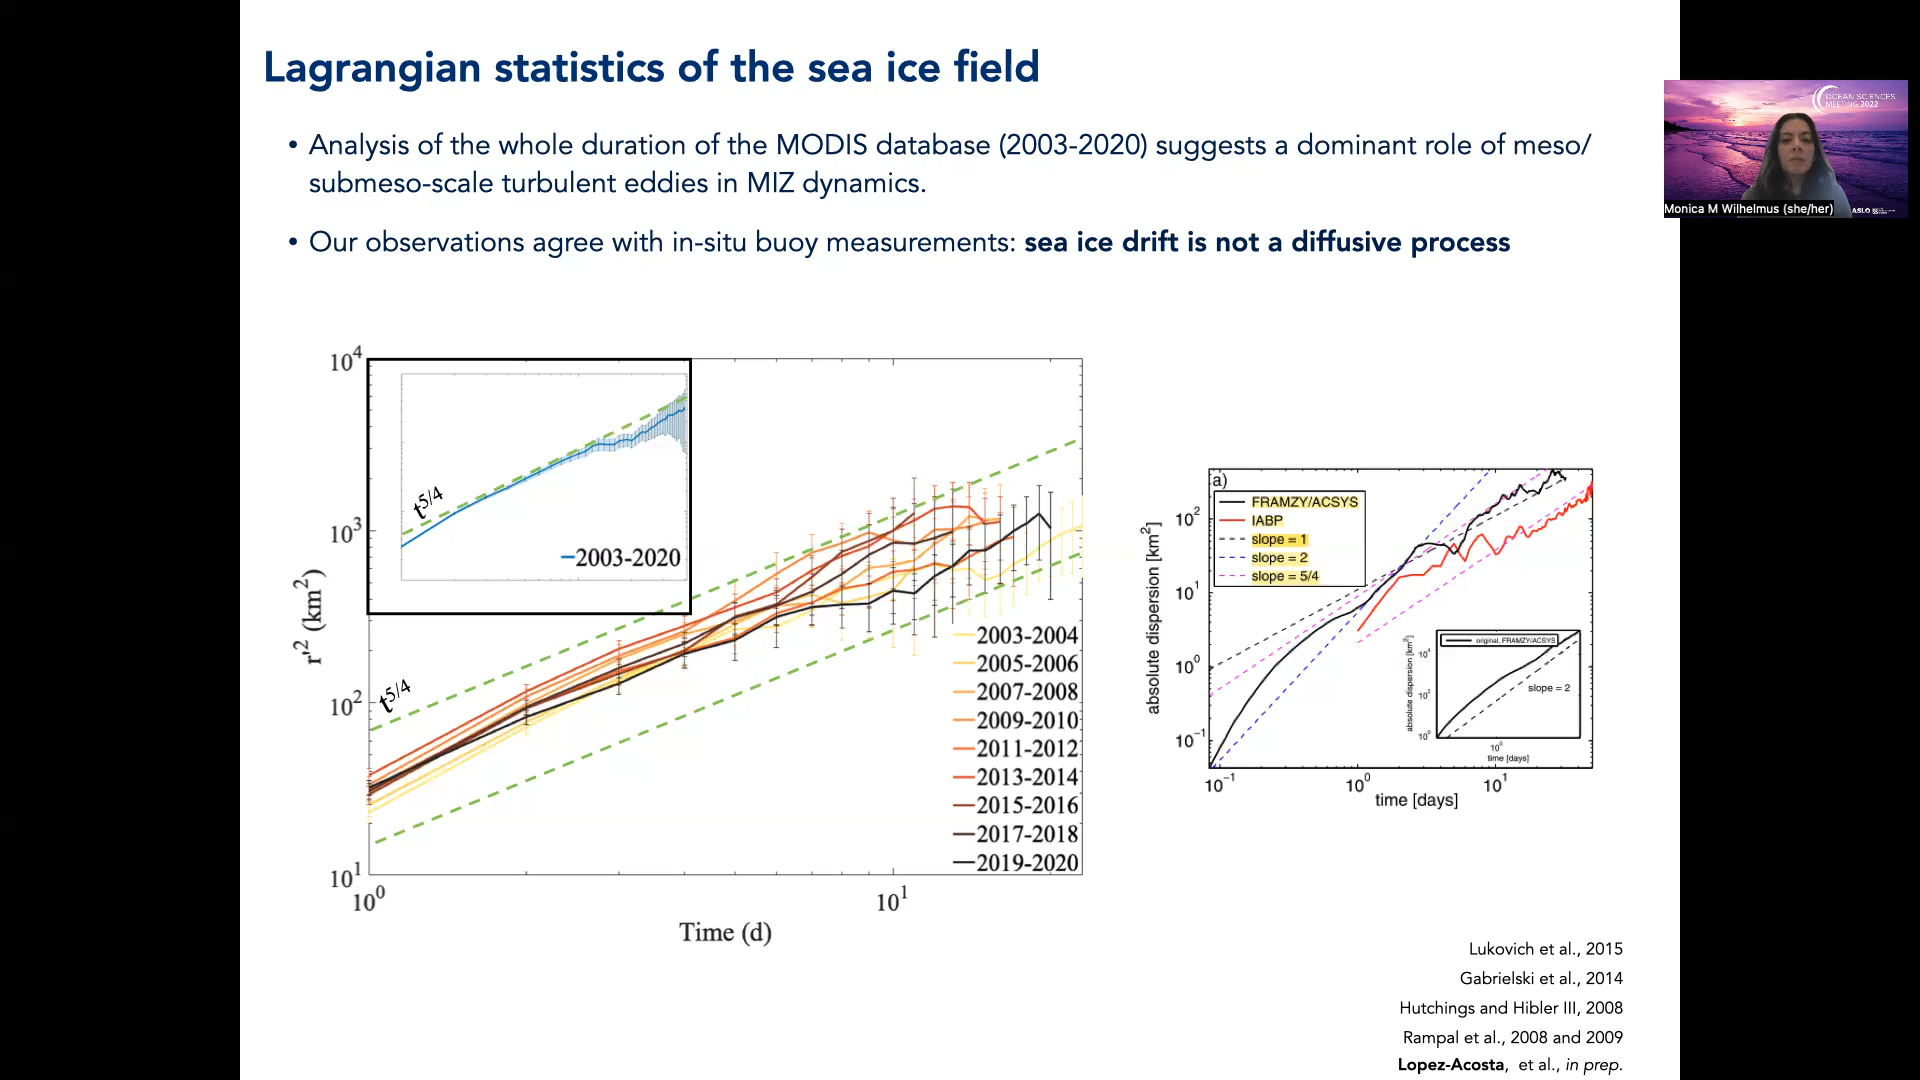 Lagrangian statistics of the sea ice field
• Analysis of the whole duration of the MODIS database (2003-2020) suggests a dominant role of meso/
submeso-scale turbulent eddies in MIZ dynamics.
• Our observations agree with in-situ buoy measurements: sea ice drift is not a diffusive process
OCEAN SCIENCES
MEETING 2022
Monica M Wilhelmus (she/her)
ASLO
10⁴
10³
10²
10¹
10⁰
10¹
r'² (km²)
Time (d)
t⁵/⁴
2003-2020
t⁵/⁴
2003-2004
2005-2006
2007-2008
2009-2010
2011-2012
2013-2014
2015-2016
2017-2018
2019-2020
a)
FRAMZY/ACSYS
IABP
slope = 1
slope = 2
slope = 5/4
absolute dispersion [km²]
10²
10¹
10⁰
10⁻¹
10⁻¹
10⁰
10¹
time [days]
original, FRAMZY/ACSYS
absolute dispersion [km²]
10⁴
10²
10⁰
slope = 2
10⁰
time [days]
Lukovich et al., 2015
Gabrielski et al., 2014
Hutchings and Hibler III, 2008
Rampal et al., 2008 and 2009
Lopez-Acosta, et al., in prep.